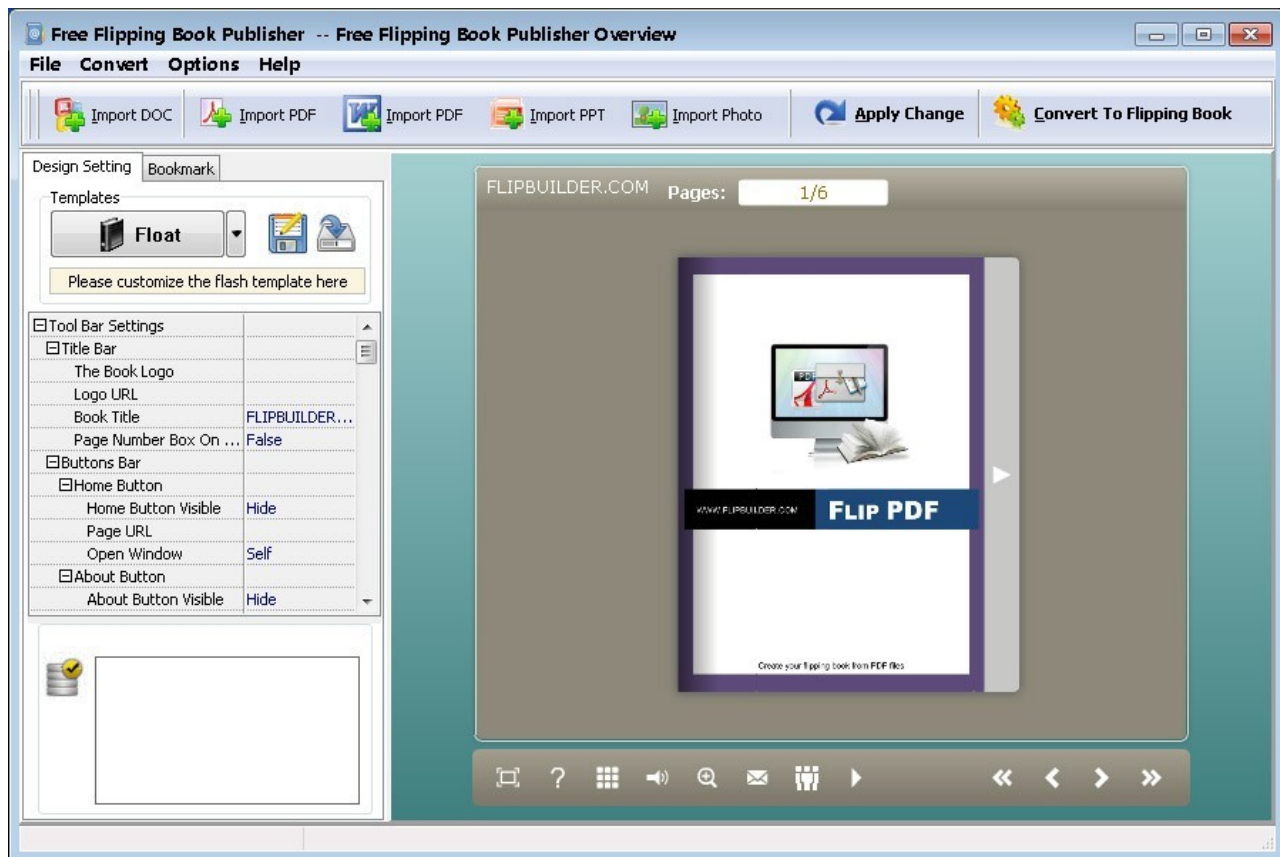 Free Flipping Book Publisher -- Free Flipping Book Publisher Overview
File Convert Options Help
Import DOC Import PDF Import PDF Import PPT Import Photo Apply Change Convert To Flipping Book
Design Setting Bookmark
Templates
Float
Please customize the flash template here
Tool Bar Settings
Title Bar
The Book Logo
Logo URL
Book Title FLIPBUILDER...
Page Number Box On ... False
Buttons Bar
Home Button
Home Button Visible Hide
Page URL
Open Window Self
About Button
About Button Visible Hide
FLIPBUILDER.COM Pages: 1/6
PDF
WWW.FLIPBUILDER.COM FLIP PDF
Create your flipping book from PDF files